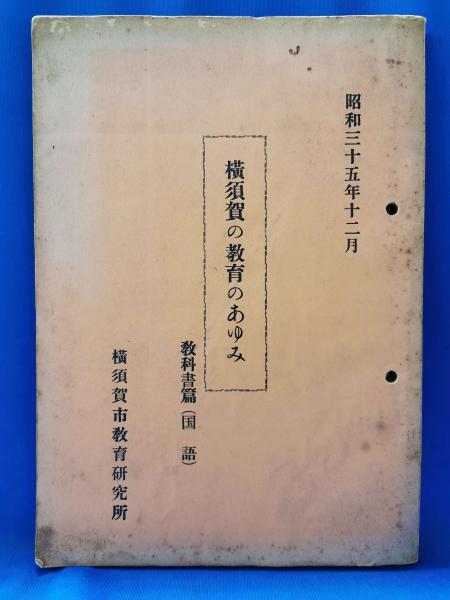 昭和三十五年十二月
横須賀の教育のあゆみ
教科書篇(国語)
横須賀市教育研究所